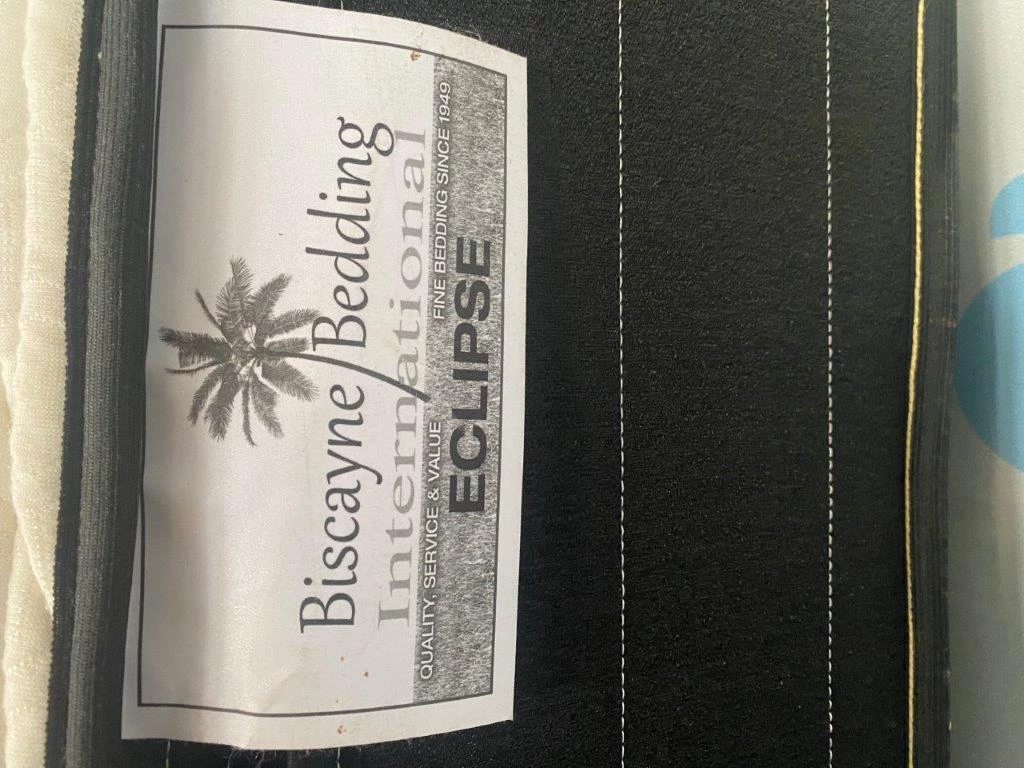 Biscayne Bedding
International
QUALITY, SERVICE & VALUE FINE BEDDING SINCE 1949
ECLIPSE